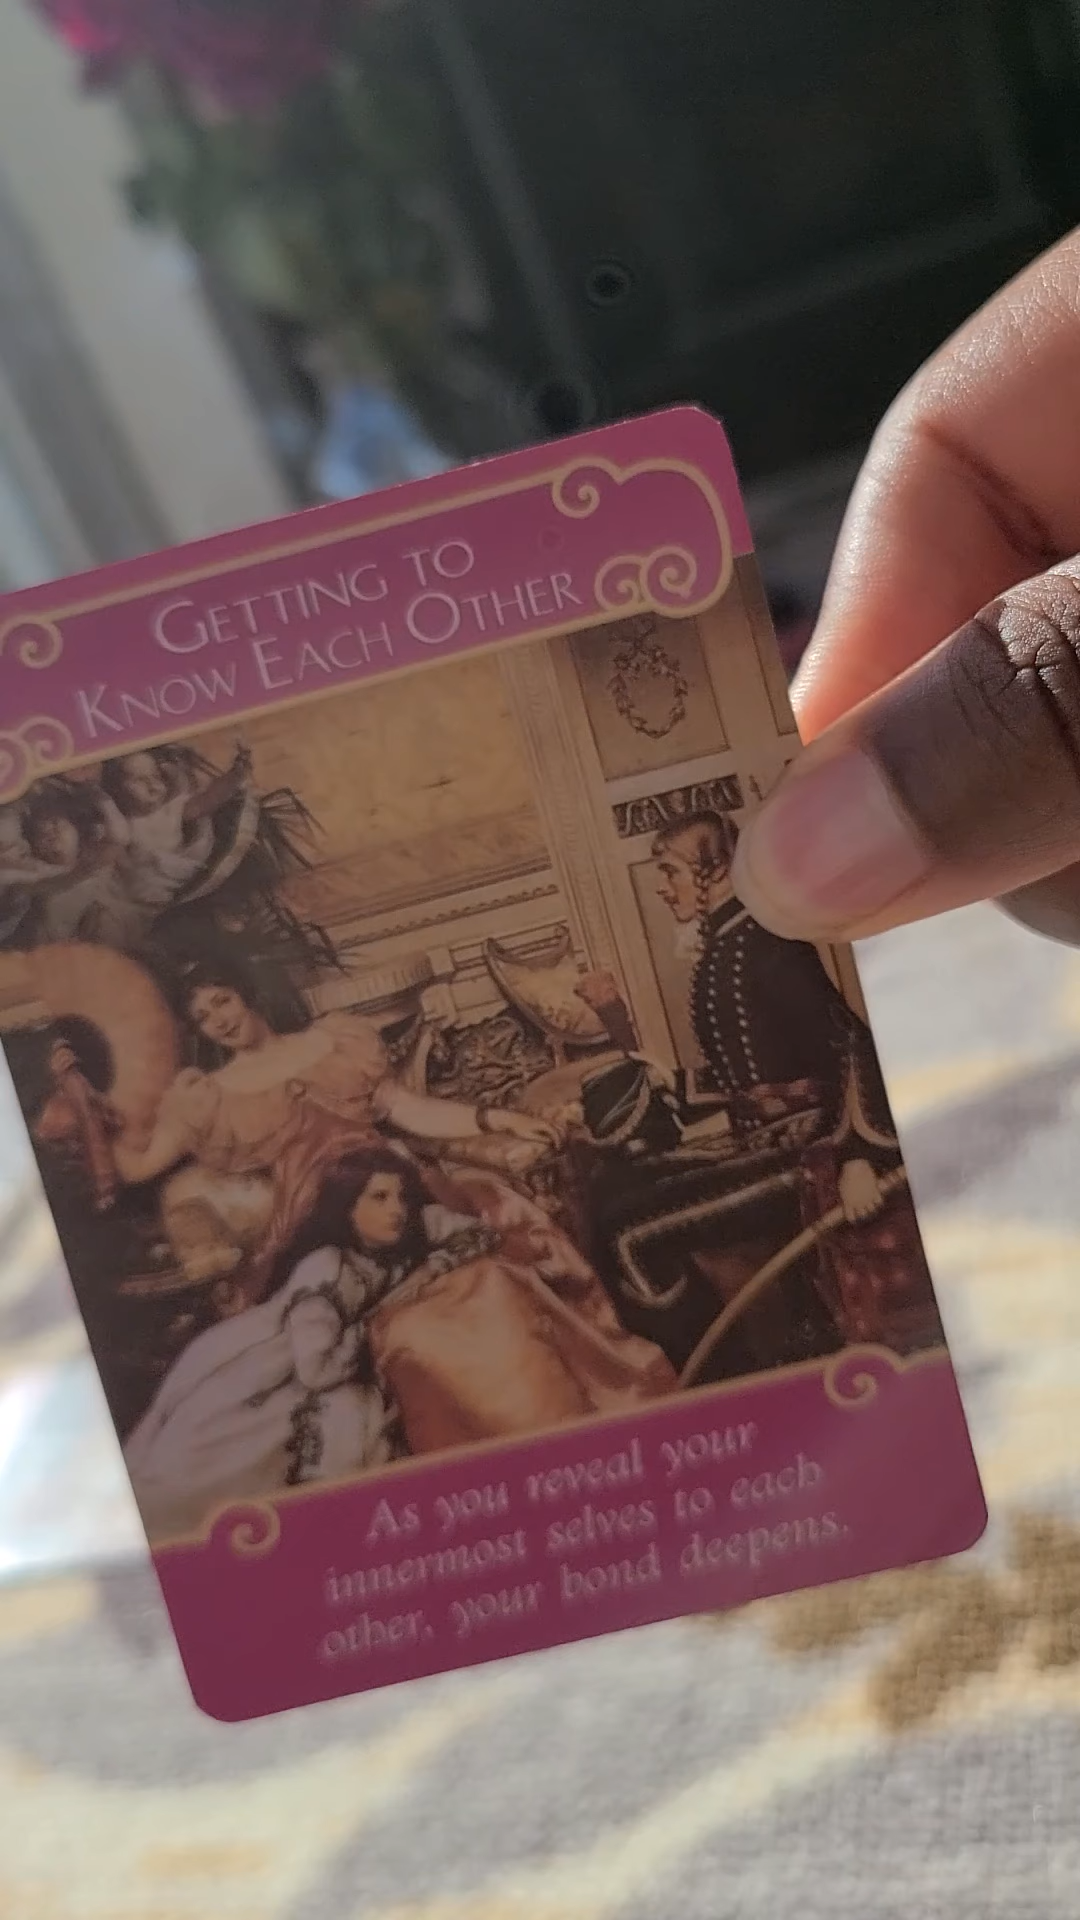 GETTING TO
KNOW EACH OTHER
As you reveal your
innermost selves to each
other, your bond deepens.